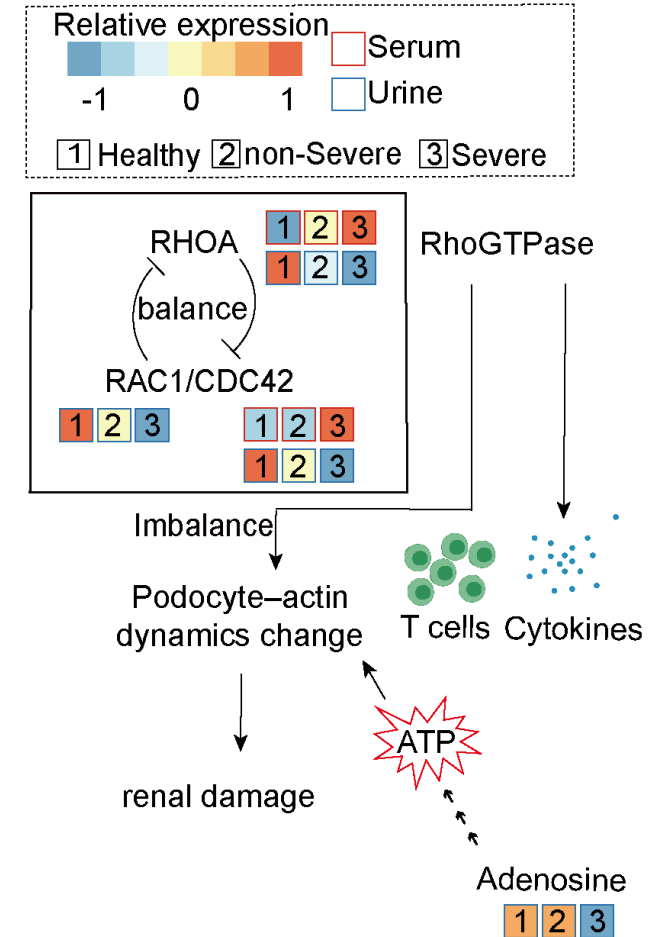 Relative expression
-1 0 1
Serum
Urine
1 Healthy 2 non-Severe 3 Severe
RHOA
1 2 3
1 2 3
RhoGTPase
balance
RAC1/CDC42
1 2 3
1 2 3
1 2 3
Imbalance
Podocyte–actin
dynamics change
T cells Cytokines
ATP
renal damage
Adenosine
1 2 3